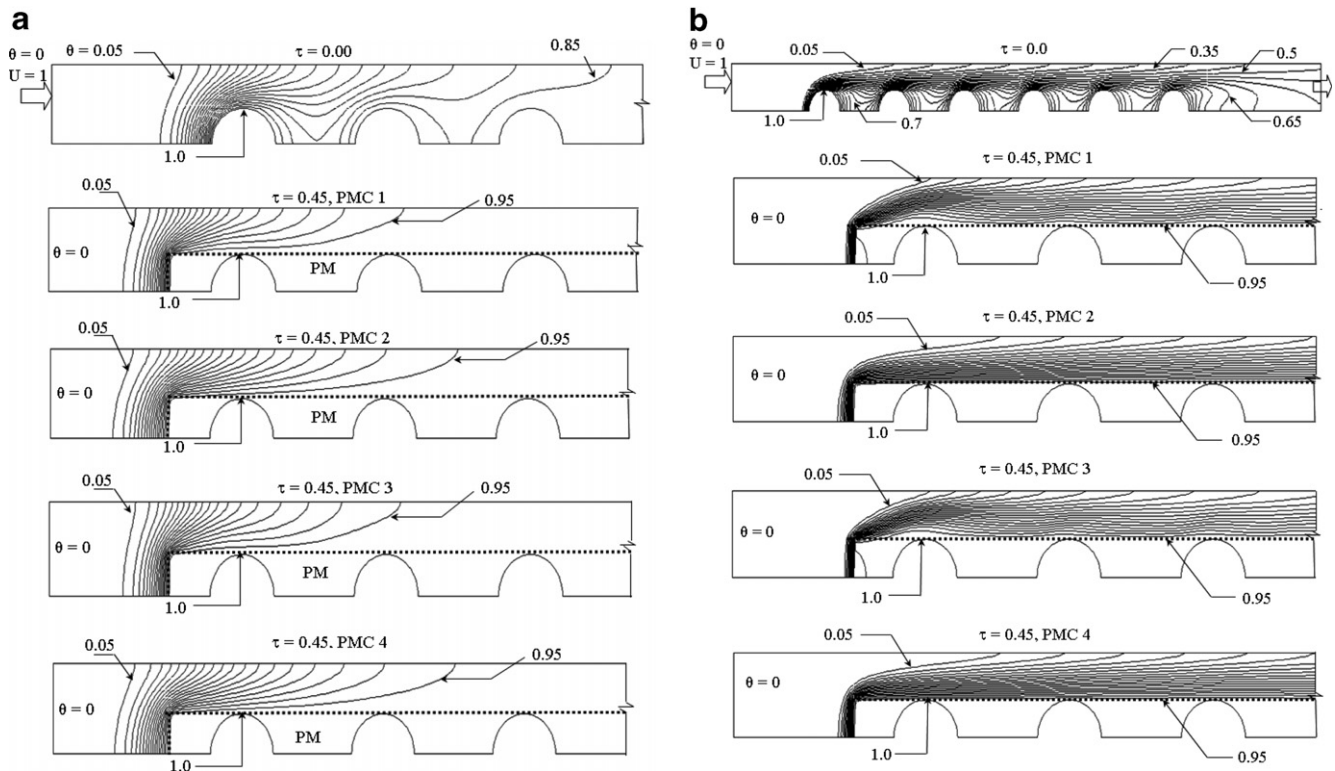 a
θ = 0
U = 1
θ = 0.05
τ = 0.00
0.85
1.0
0.05
τ = 0.45, PMC 1
0.95
θ = 0
PM
1.0
0.05
τ = 0.45, PMC 2
0.95
θ = 0
PM
1.0
0.05
τ = 0.45, PMC 3
0.95
θ = 0
PM
1.0
0.05
τ = 0.45, PMC 4
0.95
θ = 0
PM
1.0
b
θ = 0
U = 1
0.05
τ = 0.0
0.35
0.5
1.0
0.7
0.65
τ = 0.45, PMC 1
0.05
θ = 0
1.0
0.95
τ = 0.45, PMC 2
0.05
θ = 0
1.0
0.95
τ = 0.45, PMC 3
0.05
θ = 0
1.0
0.95
τ = 0.45, PMC 4
0.05
θ = 0
1.0
0.95